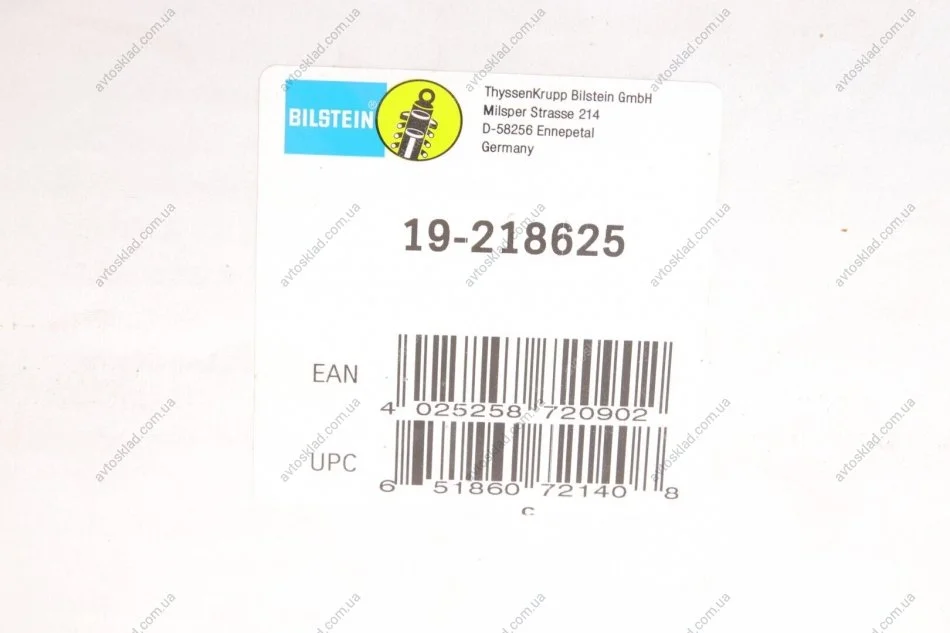 BILSTEIN®
ThyssenKrupp Bilstein GmbH
Milsper Strasse 214
D-58256 Ennepetal
Germany
19-218625
EAN
4 025258 720902
UPC
6 51860 72140 8
avtosklad.com.ua